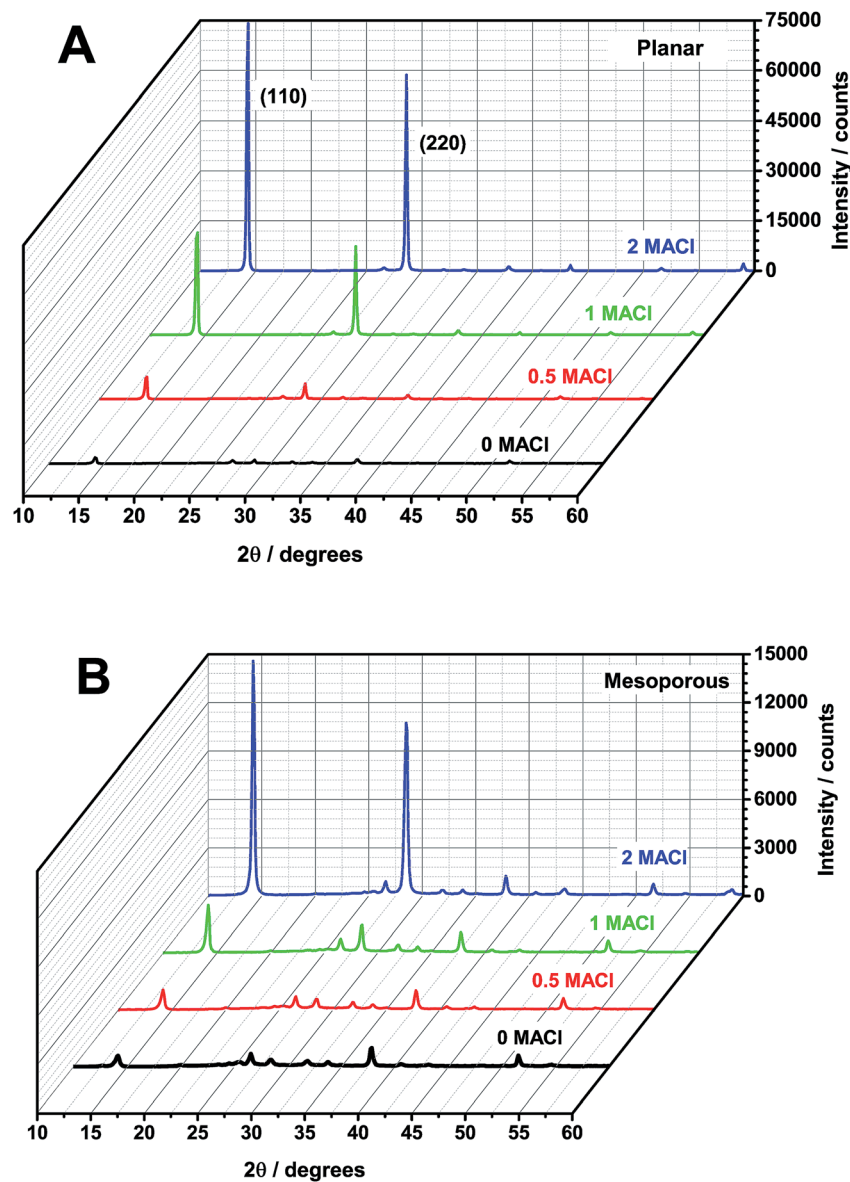 A
Planar
75000
60000
45000
30000
15000
0
Intensity / counts
(110)
(220)
2 MACl
1 MACl
0.5 MACl
0 MACl
10 15 20 25 30 35 40 45 50 55 60
2θ / degrees
B
Mesoporous
15000
12000
9000
6000
3000
0
Intensity / counts
2 MACl
1 MACl
0.5 MACl
0 MACl
10 15 20 25 30 35 40 45 50 55 60
2θ / degrees